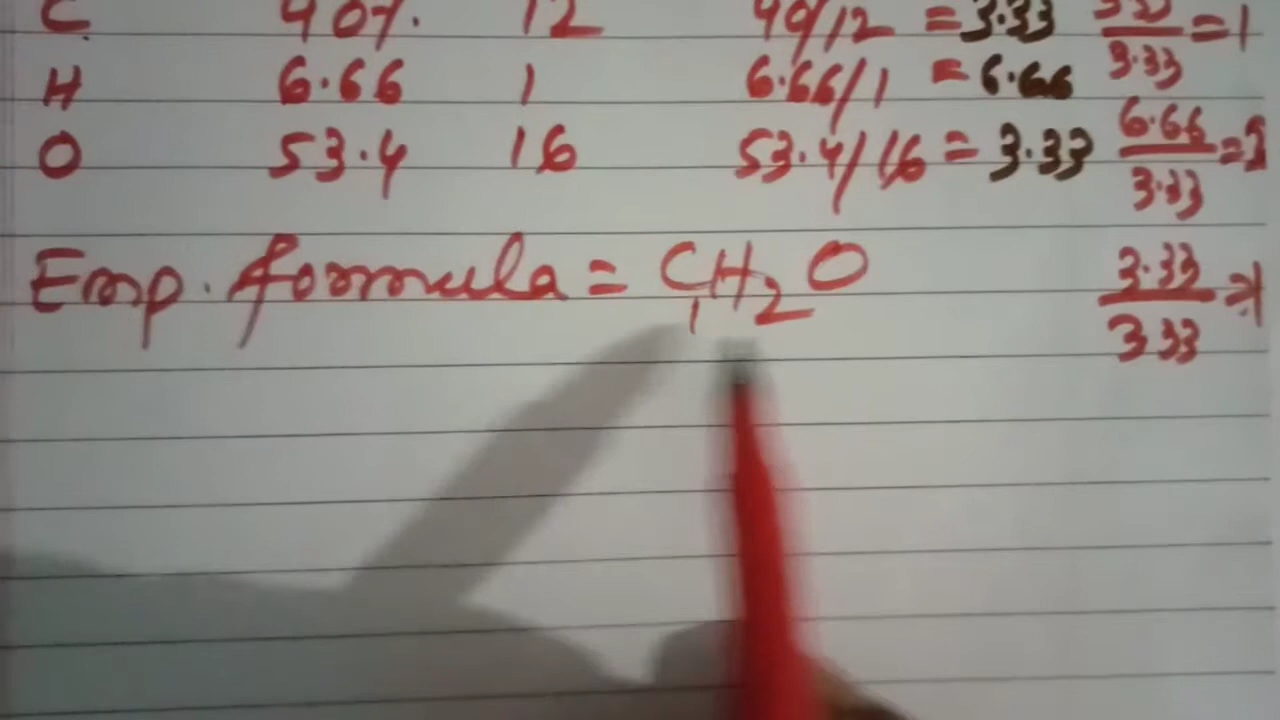 C 40%. 12 40/12 = 3.33 3.33/3.33 = 1
H 6.66 1 6.66/1 = 6.66 6.66/3.33 = 2
O 53.4 16 53.4/16 = 3.33 3.33/3.33 = 1
Emp. formula = C1H2O